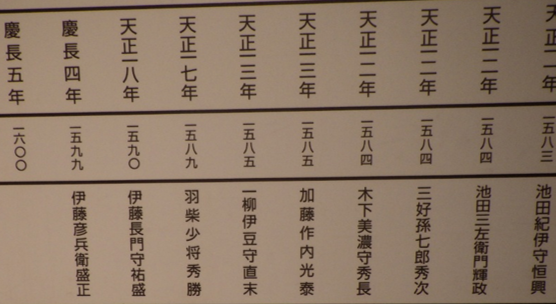 天正一一年 一五八三 池田紀伊守恒興
天正一二年 一五八四 池田三左衛門輝政
天正一二年 一五八四 三好孫七郎秀次
天正一二年 一五八四 木下美濃守秀長
天正一三年 一五八五 加藤作内光泰
天正一三年 一五八五 一柳伊豆守直末
天正一七年 一五八九 羽柴少将秀勝
天正一八年 一五九〇 伊藤長門守祐盛
慶長四年 一五九九 伊藤彦兵衛盛正
慶長五年 一六〇〇